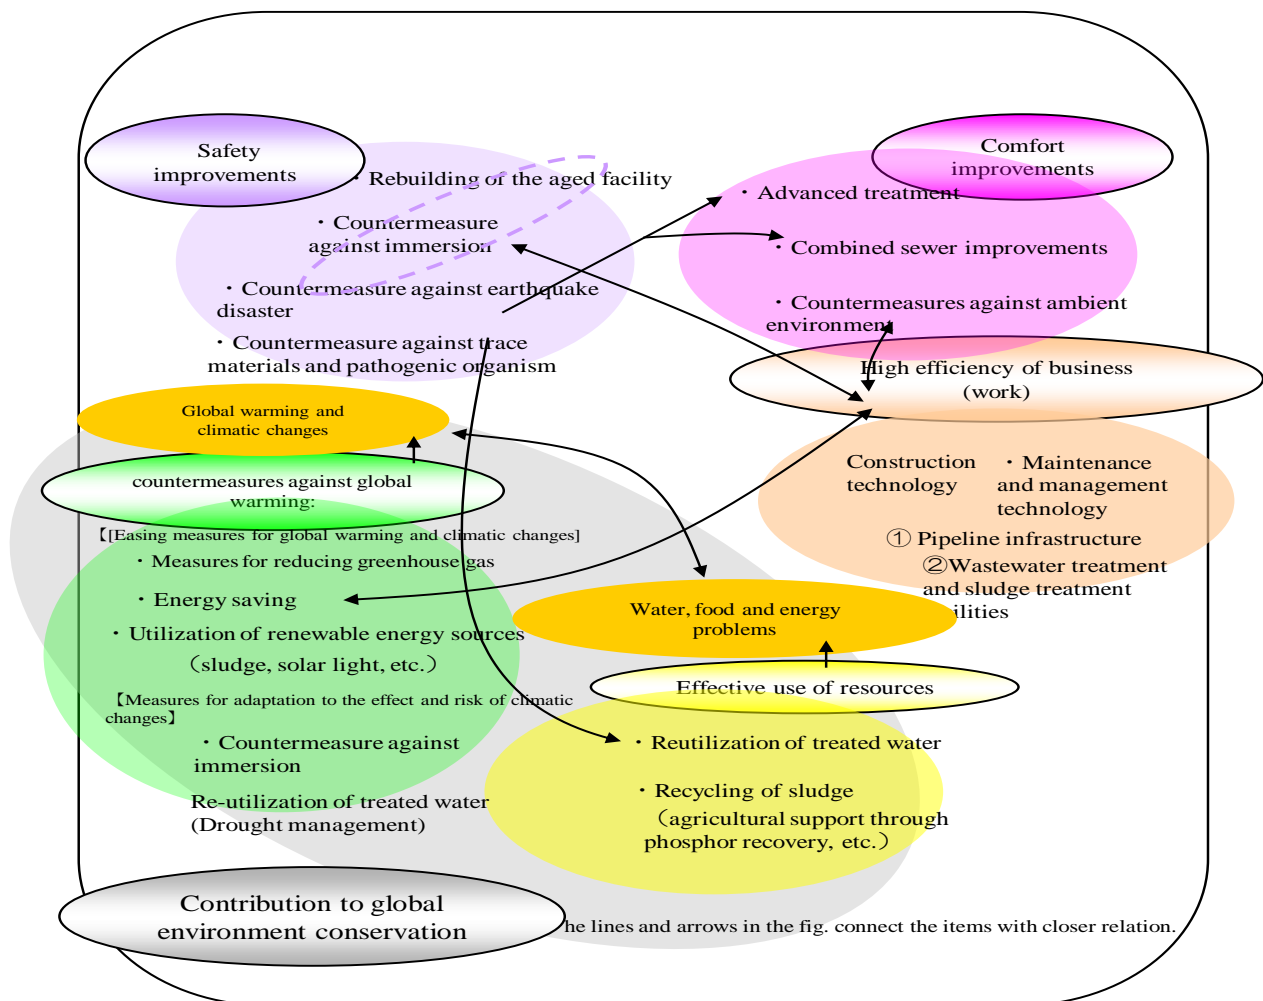 Safety
improvements
Comfort
improvements
・Rebuilding of the aged facility
・Countermeasure
against immersion
・Countermeasure against earthquake
disaster
・Countermeasure against trace
materials and pathogenic organism
・Advanced treatment
・Combined sewer improvements
・Countermeasures against ambient
environment
High efficiency of business
(work)
Construction
technology
・Maintenance
and management
technology
① Pipeline infrastructure
②Wastewater treatment
and sludge treatment
ilities
Global warming and
climatic changes
countermeasures against global
warming:
【[Easing measures for global warming and climatic changes]
・Measures for reducing greenhouse gas
・Energy saving
・Utilization of renewable energy sources
（sludge, solar light, etc.）
【Measures for adaptation to the effect and risk of climatic
changes】
・Countermeasure against
immersion
Re-utilization of treated water
(Drought management)
Water, food and energy
problems
Effective use of resources
・Reutilization of treated water
・Recycling of sludge
（agricultural support through
phosphor recovery, etc.）
Contribution to global
environment conservation
he lines and arrows in the fig. connect the items with closer relation.